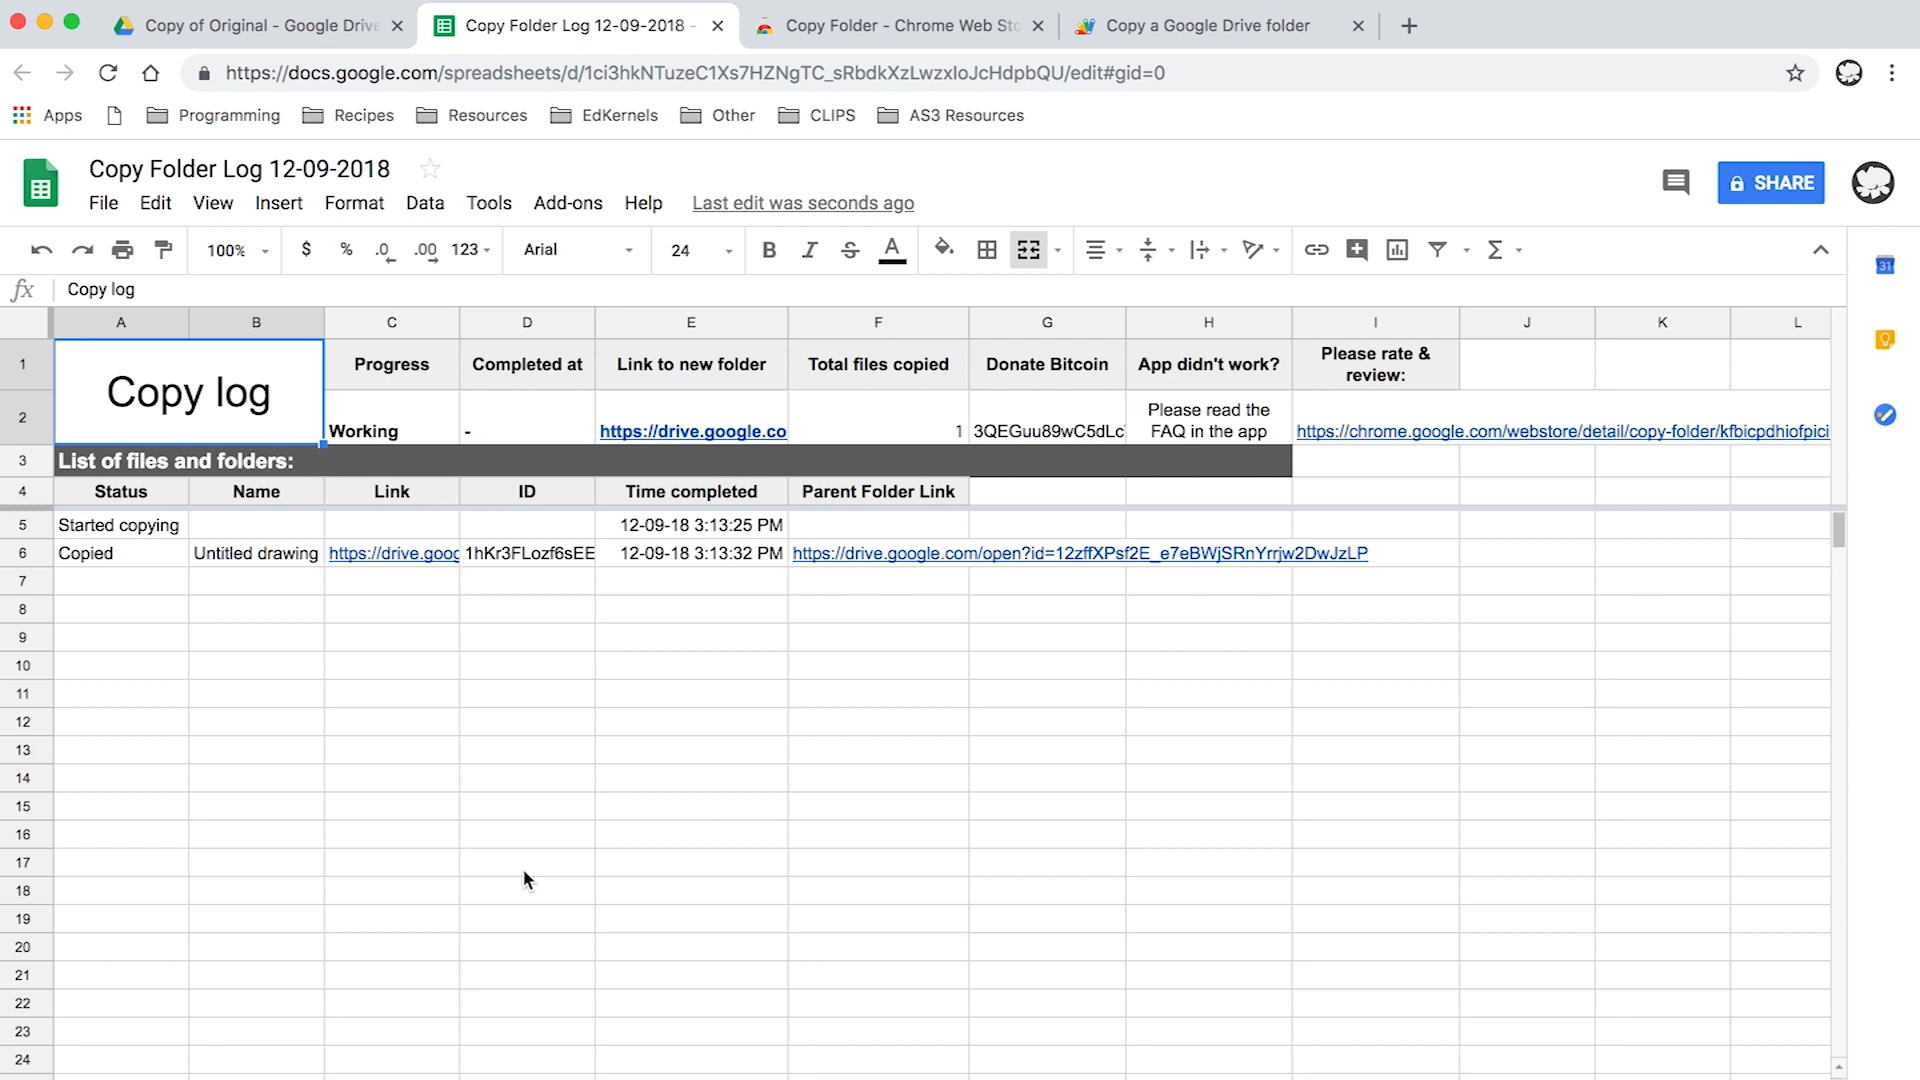 Copy of Original - Google Drive
Copy Folder Log 12-09-2018 -
Copy Folder - Chrome Web Sto
Copy a Google Drive folder
https://docs.google.com/spreadsheets/d/1ci3hkNTuzeC1Xs7HZNgTC_sRbdkXzLwzxIoJcHdpbQU/edit#gid=0
Apps Programming Recipes Resources EdKernels Other CLIPS AS3 Resources
Copy Folder Log 12-09-2018
SHARE
File Edit View Insert Format Data Tools Add-ons Help Last edit was seconds ago
100% $ % .0 .00 123 Arial 24 B I S A Σ
31
fx Copy log
A B C D E F G H I J K L
1 Copy log Progress Completed at Link to new folder Total files copied Donate Bitcoin App didn't work? Please rate &
review:
2 Working - https://drive.google.co 1 3QEGuu89wC5dLc Please read the
FAQ in the app https://chrome.google.com/webstore/detail/copy-folder/kfbicpdhiofpici
3 List of files and folders:
4 Status Name Link ID Time completed Parent Folder Link
5 Started copying 12-09-18 3:13:25 PM
6 Copied Untitled drawing https://drive.goog 1hKr3FLozf6sEE 12-09-18 3:13:32 PM https://drive.google.com/open?id=12zffXPsf2E_e7eBWjSRnYrrjw2DwJzLP
7
8
9
10
11
12
13
14
15
16
17
18
19
20
21
22
23
24